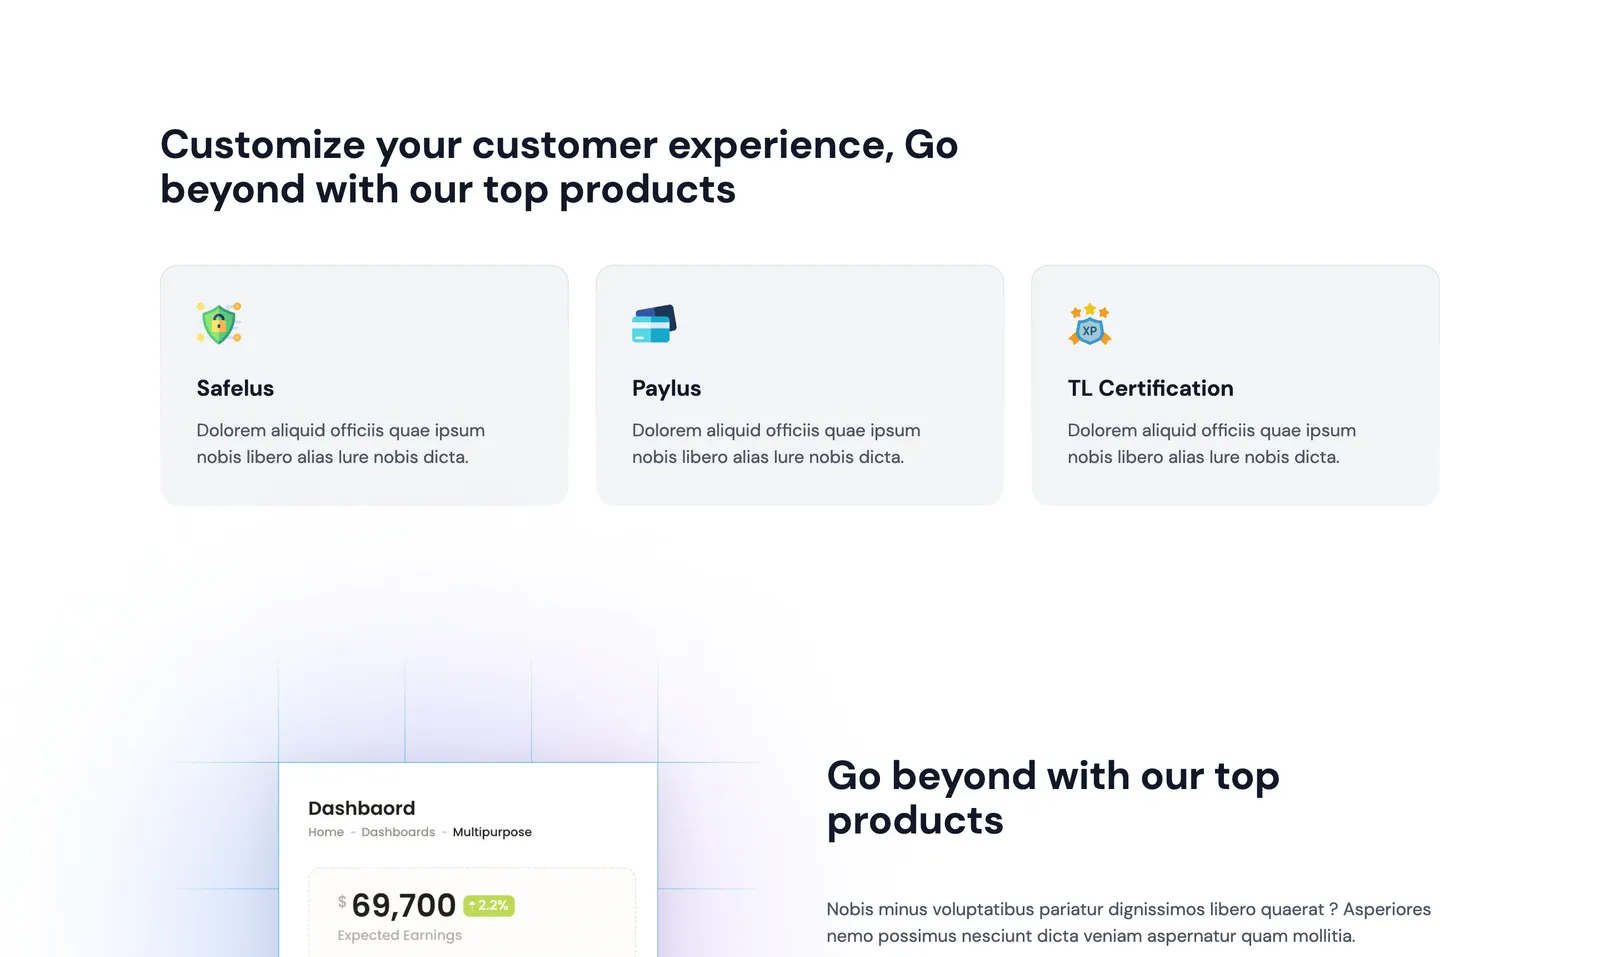 Customize your customer experience, Go
beyond with our top products
XP
Safelus
Dolorem aliquid officiis quae ipsum
nobis libero alias Iure nobis dicta.
Paylus
Dolorem aliquid officiis quae ipsum
nobis libero alias Iure nobis dicta.
TL Certification
Dolorem aliquid officiis quae ipsum
nobis libero alias Iure nobis dicta.
Dashbaord
Home - Dashboards - Multipurpose
$ 69,700 ↑ 2.2%
Expected Earnings
Go beyond with our top
products
Nobis minus voluptatibus pariatur dignissimos libero quaerat ? Asperiores
nemo possimus nesciunt dicta veniam aspernatur quam mollitia.